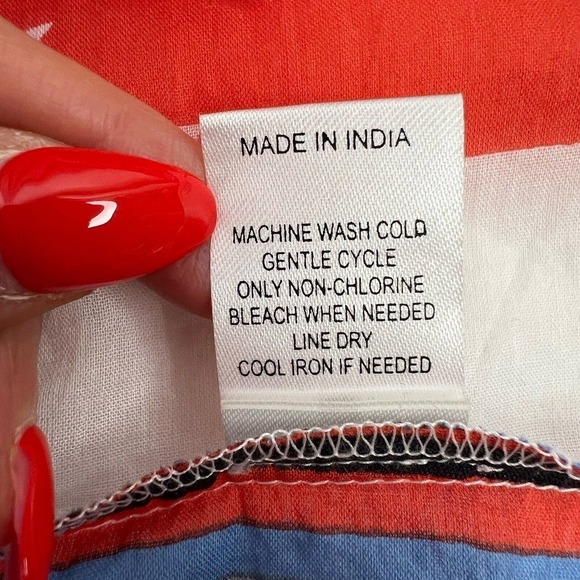 MADE IN INDIA
MACHINE WASH COLD
GENTLE CYCLE
ONLY NON-CHLORINE
BLEACH WHEN NEEDED
LINE DRY
COOL IRON IF NEEDED